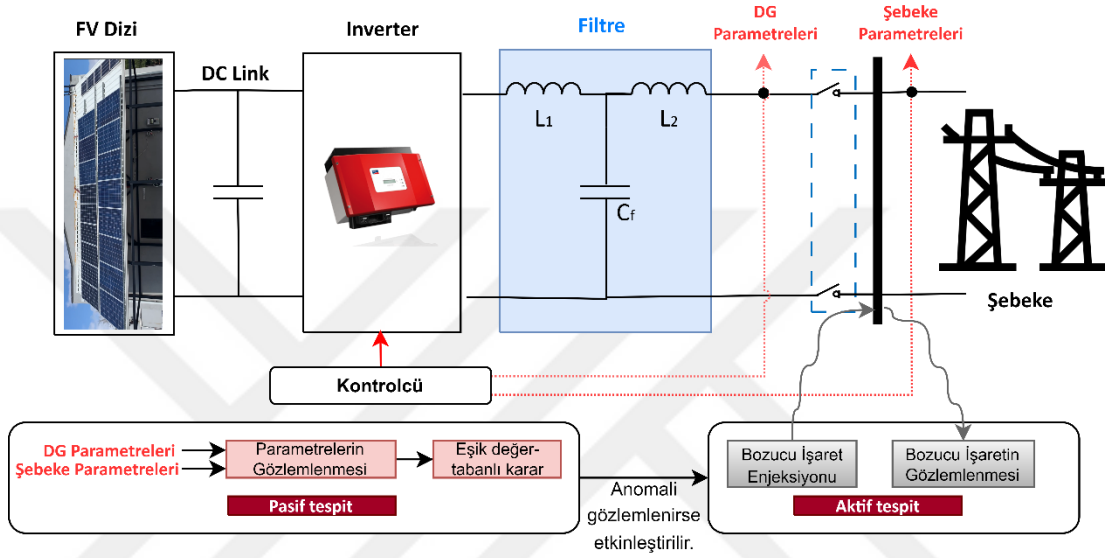 FV Dizi
DC Link
Inverter
Filtre
DG
Parametreleri
Şebeke
Parametreleri
L1
L2
Cf
Şebeke
Kontrolcü
DG Parametreleri
Şebeke Parametreleri
Parametrelerin
Gözlemlenmesi
Eşik değer-
tabanlı karar
Pasif tespit
Anomali
gözlemlenirse
etkinleştirilir.
Bozucu İşaret
Enjeksiyonu
Bozucu İşaretin
Gözlemlenmesi
Aktif tespit